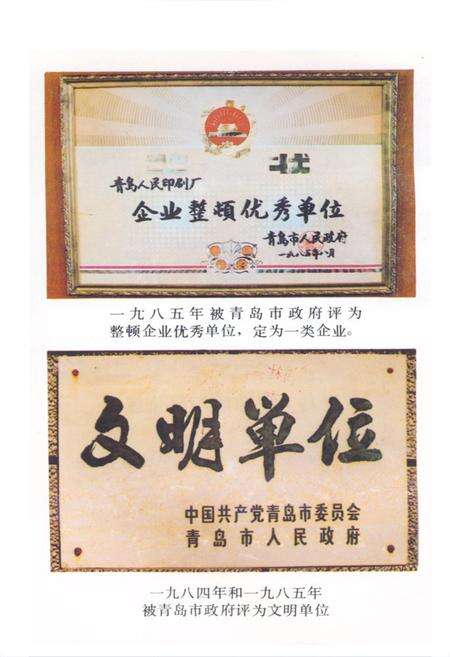 状
青岛人民印刷厂
企业整顿优秀单位
青岛市人民政府
一九八五年八月
一九八五年被青岛市政府评为
整顿企业优秀单位，定为一类企业。
文明单位
中国共产党青岛市委员会
青岛市人民政府
一九八四年和一九八五年
被青岛市政府评为文明单位